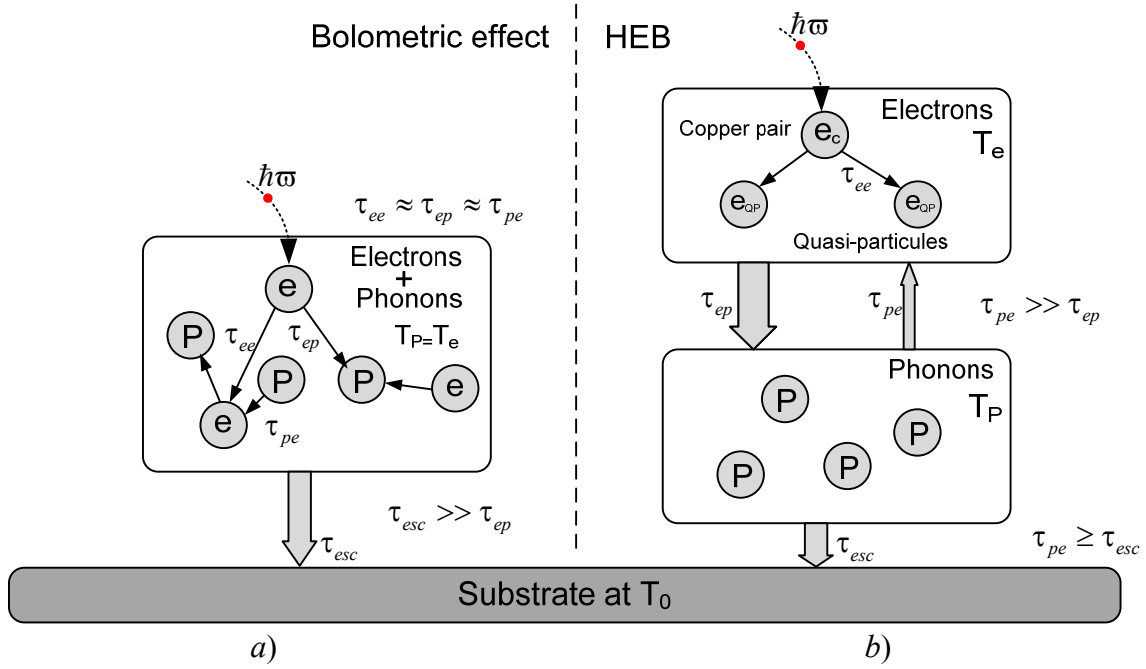 Bolometric effect
HEB
ħϖ
τee ≈ τep ≈ τpe
Electrons
+
Phonons
TP=Te
e
P
τee
τep
P
P
e
e
τpe
τesc >> τep
τesc
ħϖ
Electrons
Te
Copper pair
ec
τee
eQP
eQP
Quasi-particules
τep
τpe
τpe >> τep
Phonons
TP
P
P
P
P
τesc
τpe ≥ τesc
Substrate at T0
a)
b)